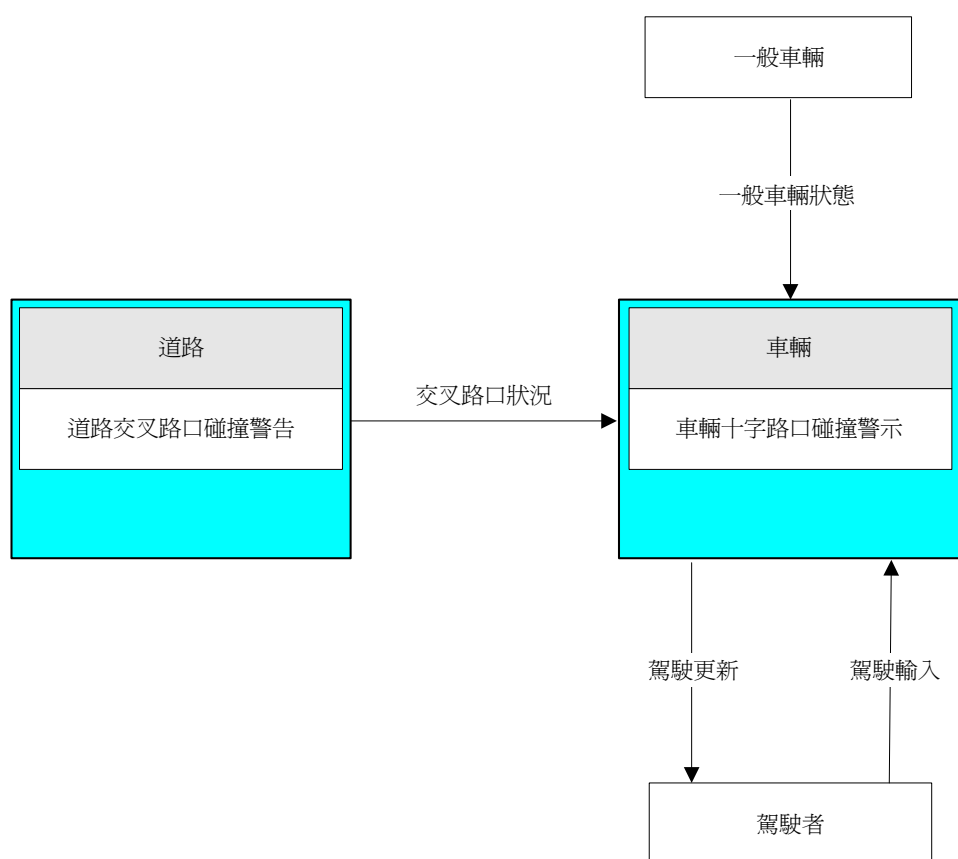 一般車輛
一般車輛狀態
道路
道路交叉路口碰撞警告
交叉路口狀況
車輛
車輛十字路口碰撞警示
駕駛更新
駕駛輸入
駕駛者